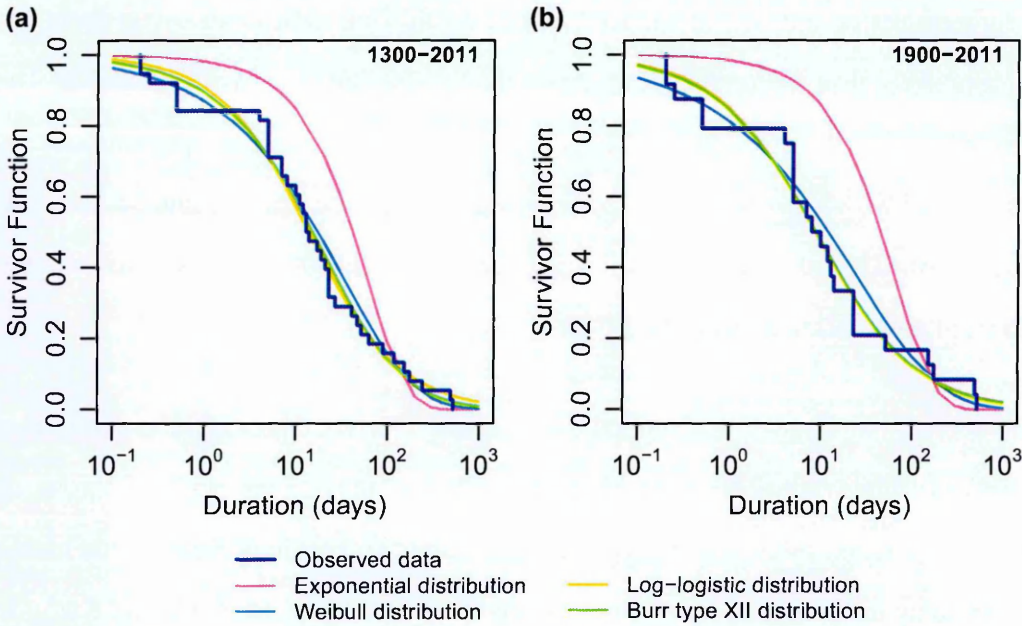 (a)
1300−2011
Survivor Function
1.0
0.8
0.6
0.4
0.2
0.0
10⁻¹ 10⁰ 10¹ 10² 10³
Duration (days)
(b)
1900−2011
Survivor Function
1.0
0.8
0.6
0.4
0.2
0.0
10⁻¹ 10⁰ 10¹ 10² 10³
Duration (days)
Observed data
Exponential distribution
Weibull distribution
Log−logistic distribution
Burr type XII distribution